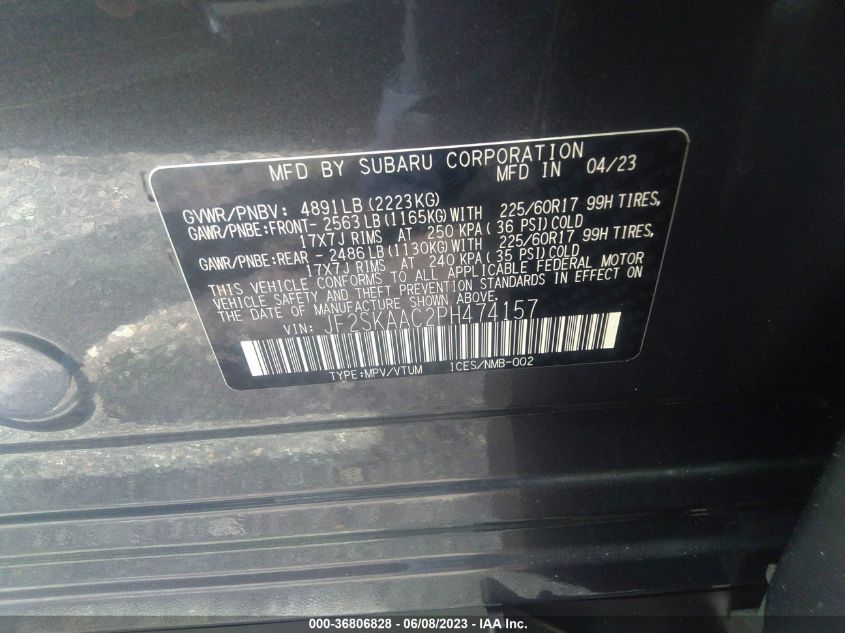 MFD BY SUBARU CORPORATION
MFD IN 04/23
GVWR/PNBV: 4891LB (2223KG)
GAWR/PNBE:FRONT- 2563LB (1165KG)WITH 225/60R17 99H TIRES,
17X7J RIMS AT 250 KPA( 36 PSI)COLD
GAWR/PNBE:REAR - 2486LB (1130KG)WITH 225/60R17 99H TIRES,
17X7J RIMS AT 240 KPA( 35 PSI)COLD
THIS VEHICLE CONFORMS TO ALL APPLICABLE FEDERAL MOTOR
VEHICLE SAFETY AND THEFT PREVENTION STANDARDS IN EFFECT ON
THE DATE OF MANUFACTURE SHOWN ABOVE.
VIN: JF2SKAAC2PH474157
TYPE:MPV/VTUM ICES/NMB-002
000-36806828 - 06/08/2023 - IAA Inc.